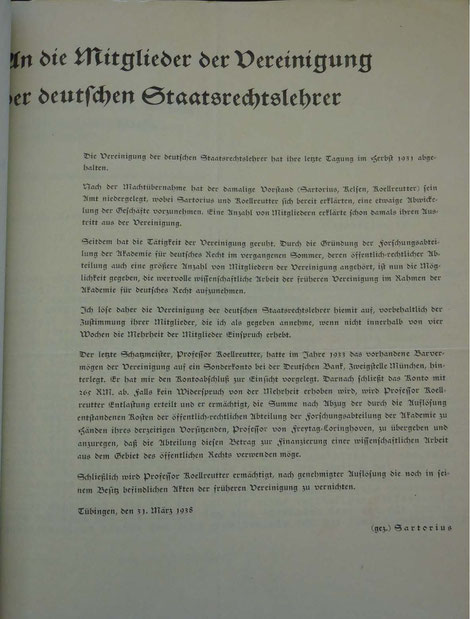 An die Mitglieder der Vereinigung
der deutschen Staatsrechtslehrer
Die Vereinigung der deutschen Staatsrechtslehrer hat ihre letzte Tagung im Herbst 1931 abge-
halten.
Nach der Machtübernahme hat der damalige Vorstand (Sartorius, Kelsen, Koellreutter) sein
Amt niedergelegt, wobei Sartorius und Koellreutter sich bereit erklärten, eine etwaige Abwicke-
lung der Geschäfte vorzunehmen. Eine Anzahl von Mitgliedern erklärte schon damals ihren Aus-
tritt aus der Vereinigung.
Seitdem hat die Tätigkeit der Vereinigung geruht. Durch die Gründung der Forschungsabtei-
lung der Akademie für deutsches Recht im vergangenen Sommer, deren öffentlich-rechtlicher Ab-
teilung auch eine größere Anzahl von Mitgliedern der Vereinigung angehört, ist nun die Mög-
lichkeit gegeben, die wertvolle wissenschaftliche Arbeit der früheren Vereinigung im Rahmen der
Akademie für deutsches Recht aufzunehmen.
Ich löse daher die Vereinigung der deutschen Staatsrechtslehrer hiemit auf, vorbehaltlich der
Zustimmung ihrer Mitglieder, die ich als gegeben annehme, wenn nicht innerhalb von vier
Wochen die Mehrheit der Mitglieder Einspruch erhebt.
Der letzte Schatzmeister, Professor Koellreutter, hatte im Jahre 1933 das vorhandene Barver-
mögen der Vereinigung auf ein Sonderkonto bei der Deutschen Bank, Zweigstelle München, hin-
terlegt. Er hat mir den Kontoabschluß zur Einsicht vorgelegt. Darnach schließt das Konto mit
265 RM. ab. Falls kein Widerspruch von der Mehrheit erhoben wird, wird Professor Koell-
reutter Entlastung erteilt und er ermächtigt, die Summe nach Abzug der durch die Auflösung
entstandenen Kosten der öffentlich-rechtlichen Abteilung der Forschungsabteilung der Akademie zu
Händen ihres derzeitigen Vorsitzenden, Professor von Freytag-Loringhoven, zu übergeben und
anzuregen, daß die Abteilung diesen Betrag zur Finanzierung einer wissenschaftlichen Arbeit
aus dem Gebiet des öffentlichen Rechts verwenden möge.
Schließlich wird Professor Koellreutter ermächtigt, nach genehmigter Auflösung die noch in sei-
nem Besitz befindlichen Akten der früheren Vereinigung zu vernichten.
Tübingen, den 31. März 1938
(gez.) Sartorius